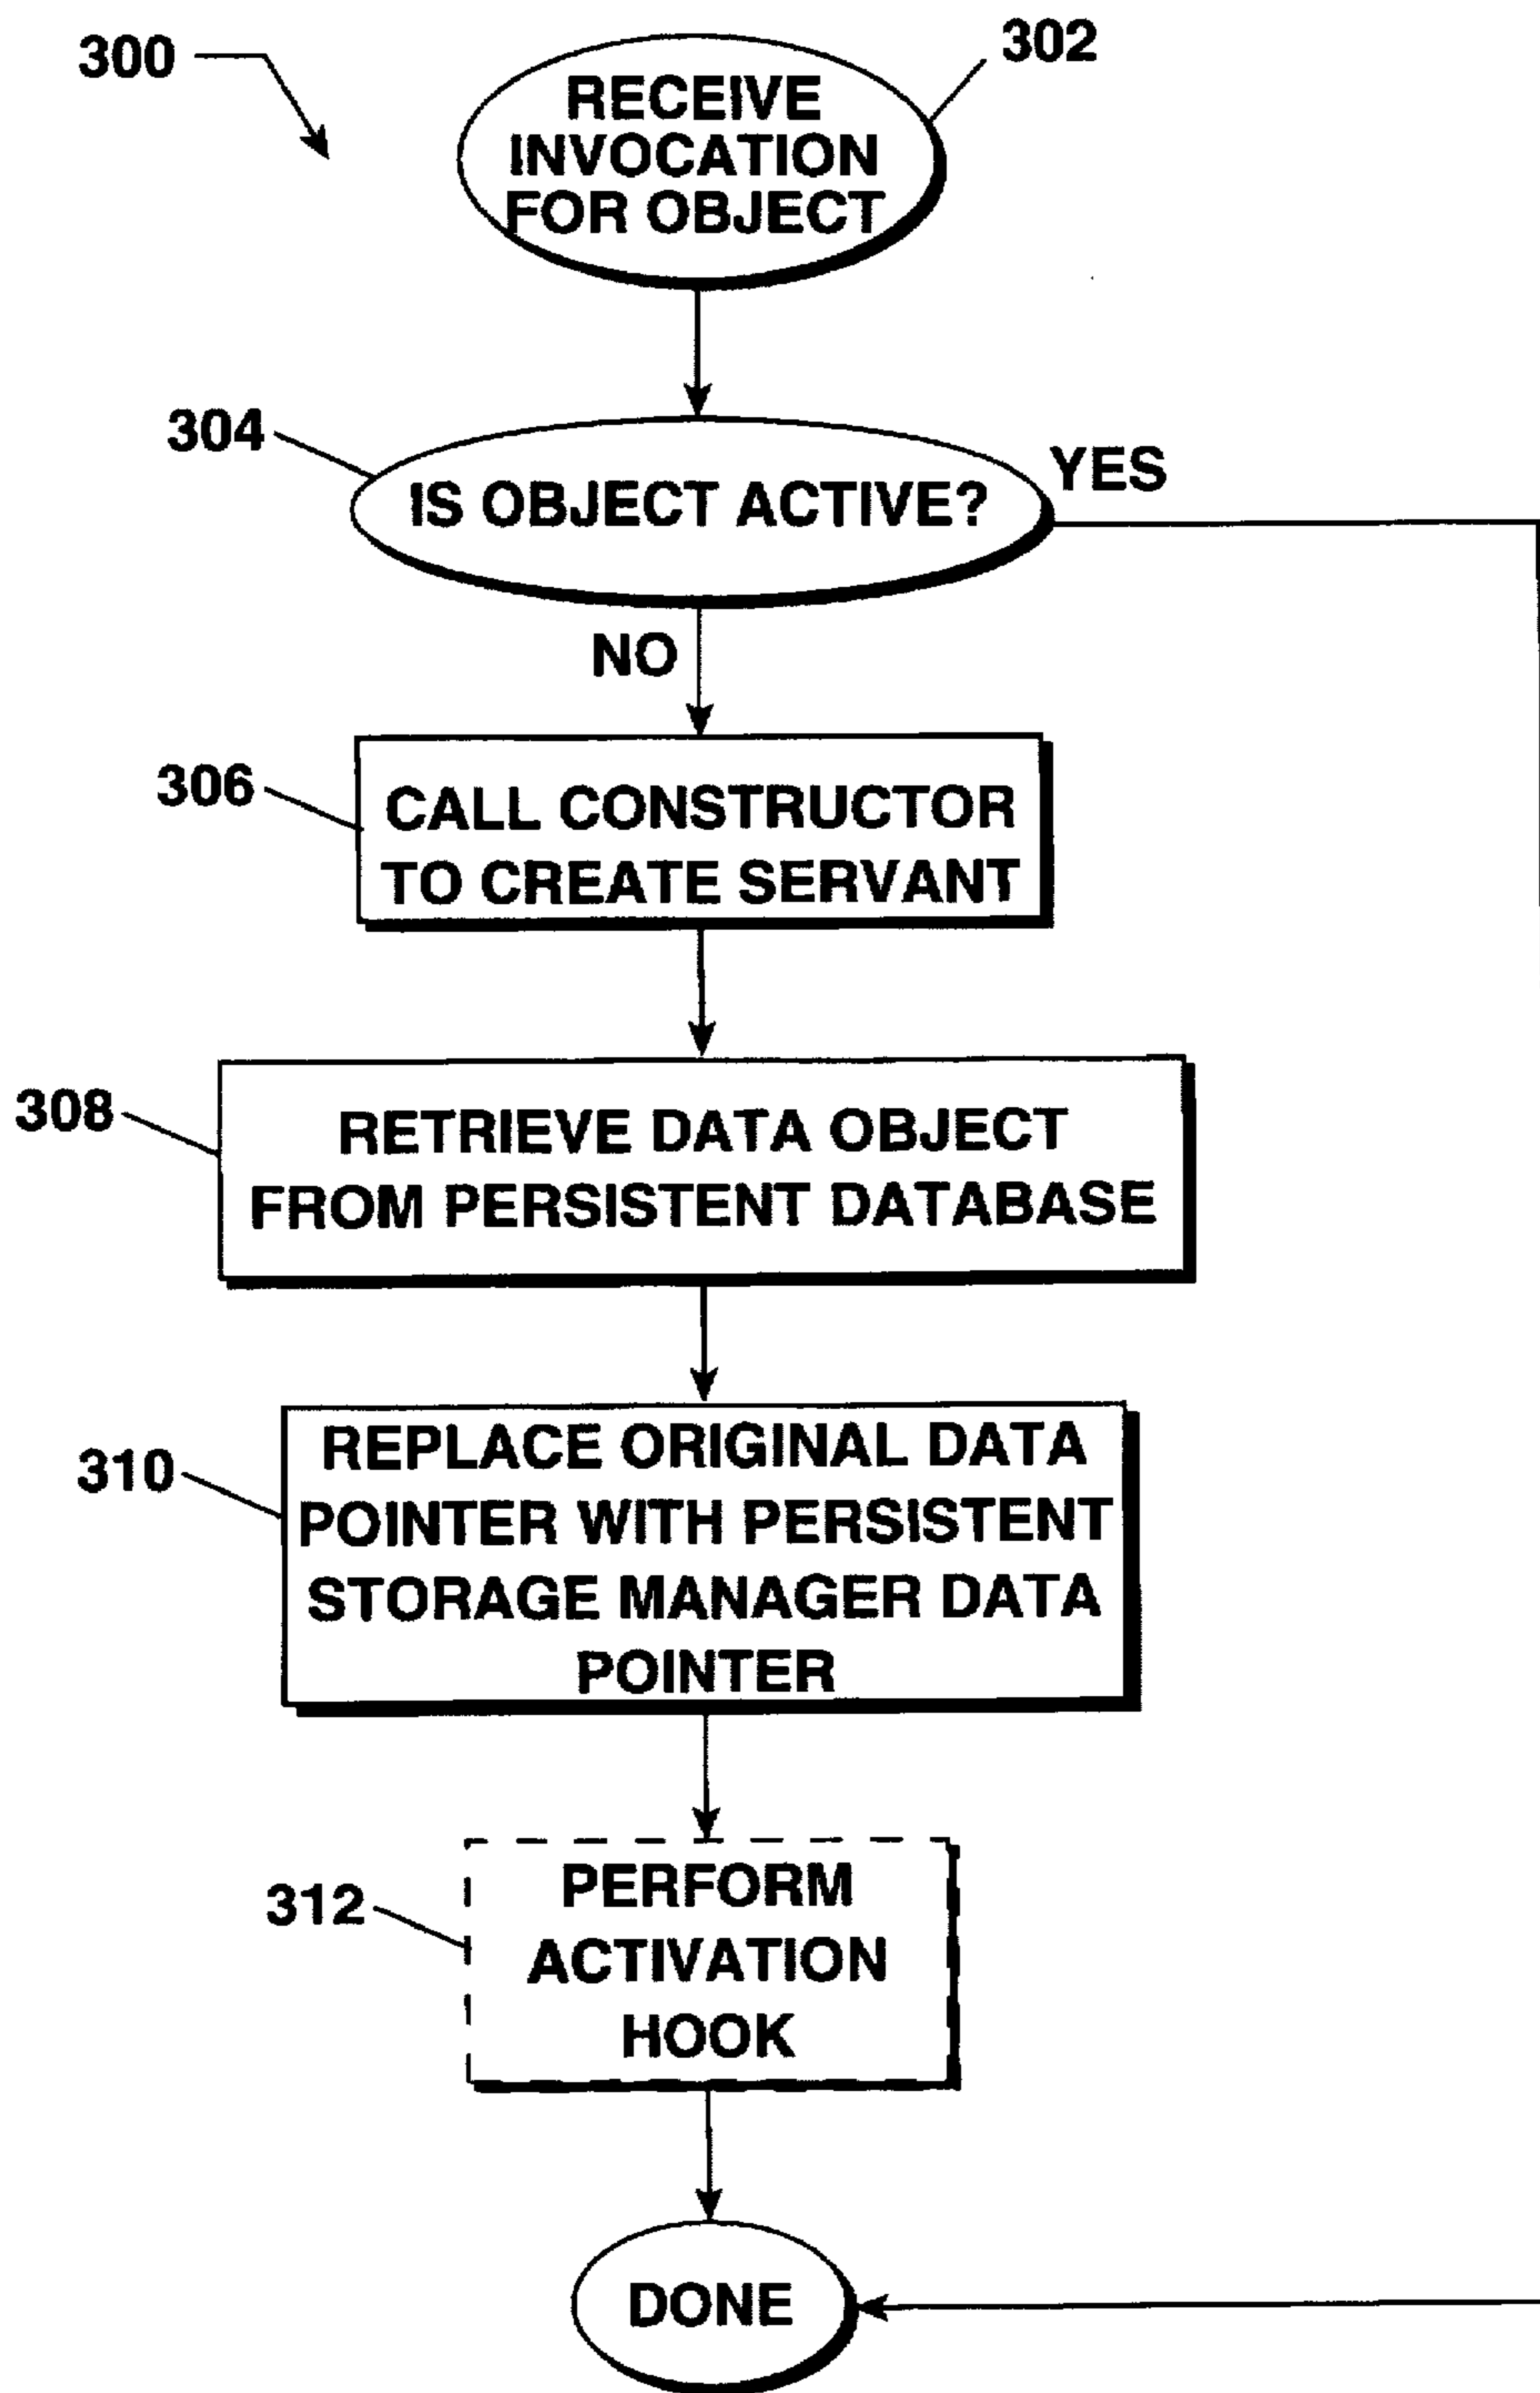 300
302
RECEIVE
INVOCATION
FOR OBJECT
304
IS OBJECT ACTIVE?
YES
NO
306
CALL CONSTRUCTOR
TO CREATE SERVANT
308
RETRIEVE DATA OBJECT
FROM PERSISTENT DATABASE
310
REPLACE ORIGINAL DATA
POINTER WITH PERSISTENT
STORAGE MANAGER DATA
POINTER
312
PERFORM
ACTIVATION
HOOK
DONE